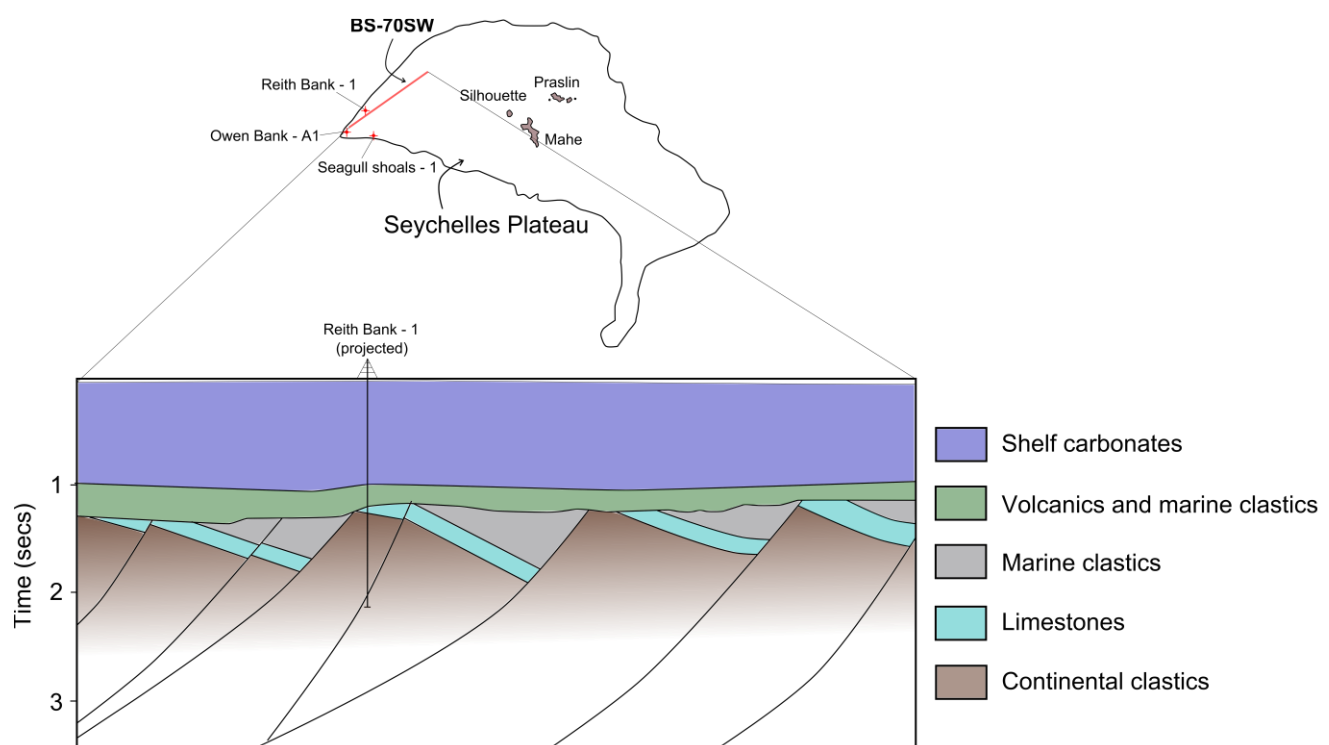 BS-70SW
Reith Bank - 1
Owen Bank - A1
Seagull shoals - 1
Silhouette
Praslin
Mahe
Seychelles Plateau
Reith Bank - 1
(projected)
Time (secs)
1
2
3
Shelf carbonates
Volcanics and marine clastics
Marine clastics
Limestones
Continental clastics